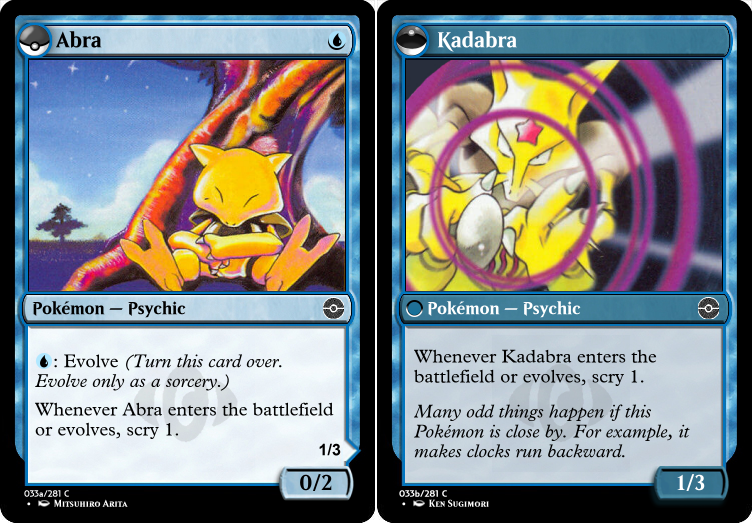 Abra
Pokémon — Psychic
: Evolve (Turn this card over.
Evolve only as a sorcery.)
Whenever Abra enters the battlefield
or evolves, scry 1.
1/3
0/2
033a/281 C
• Mitsuhiro Arita
Kadabra
Pokémon — Psychic
Whenever Kadabra enters the
battlefield or evolves, scry 1.
Many odd things happen if this
Pokémon is close by. For example, it
makes clocks run backward.
1/3
033b/281 C
• Ken Sugimori